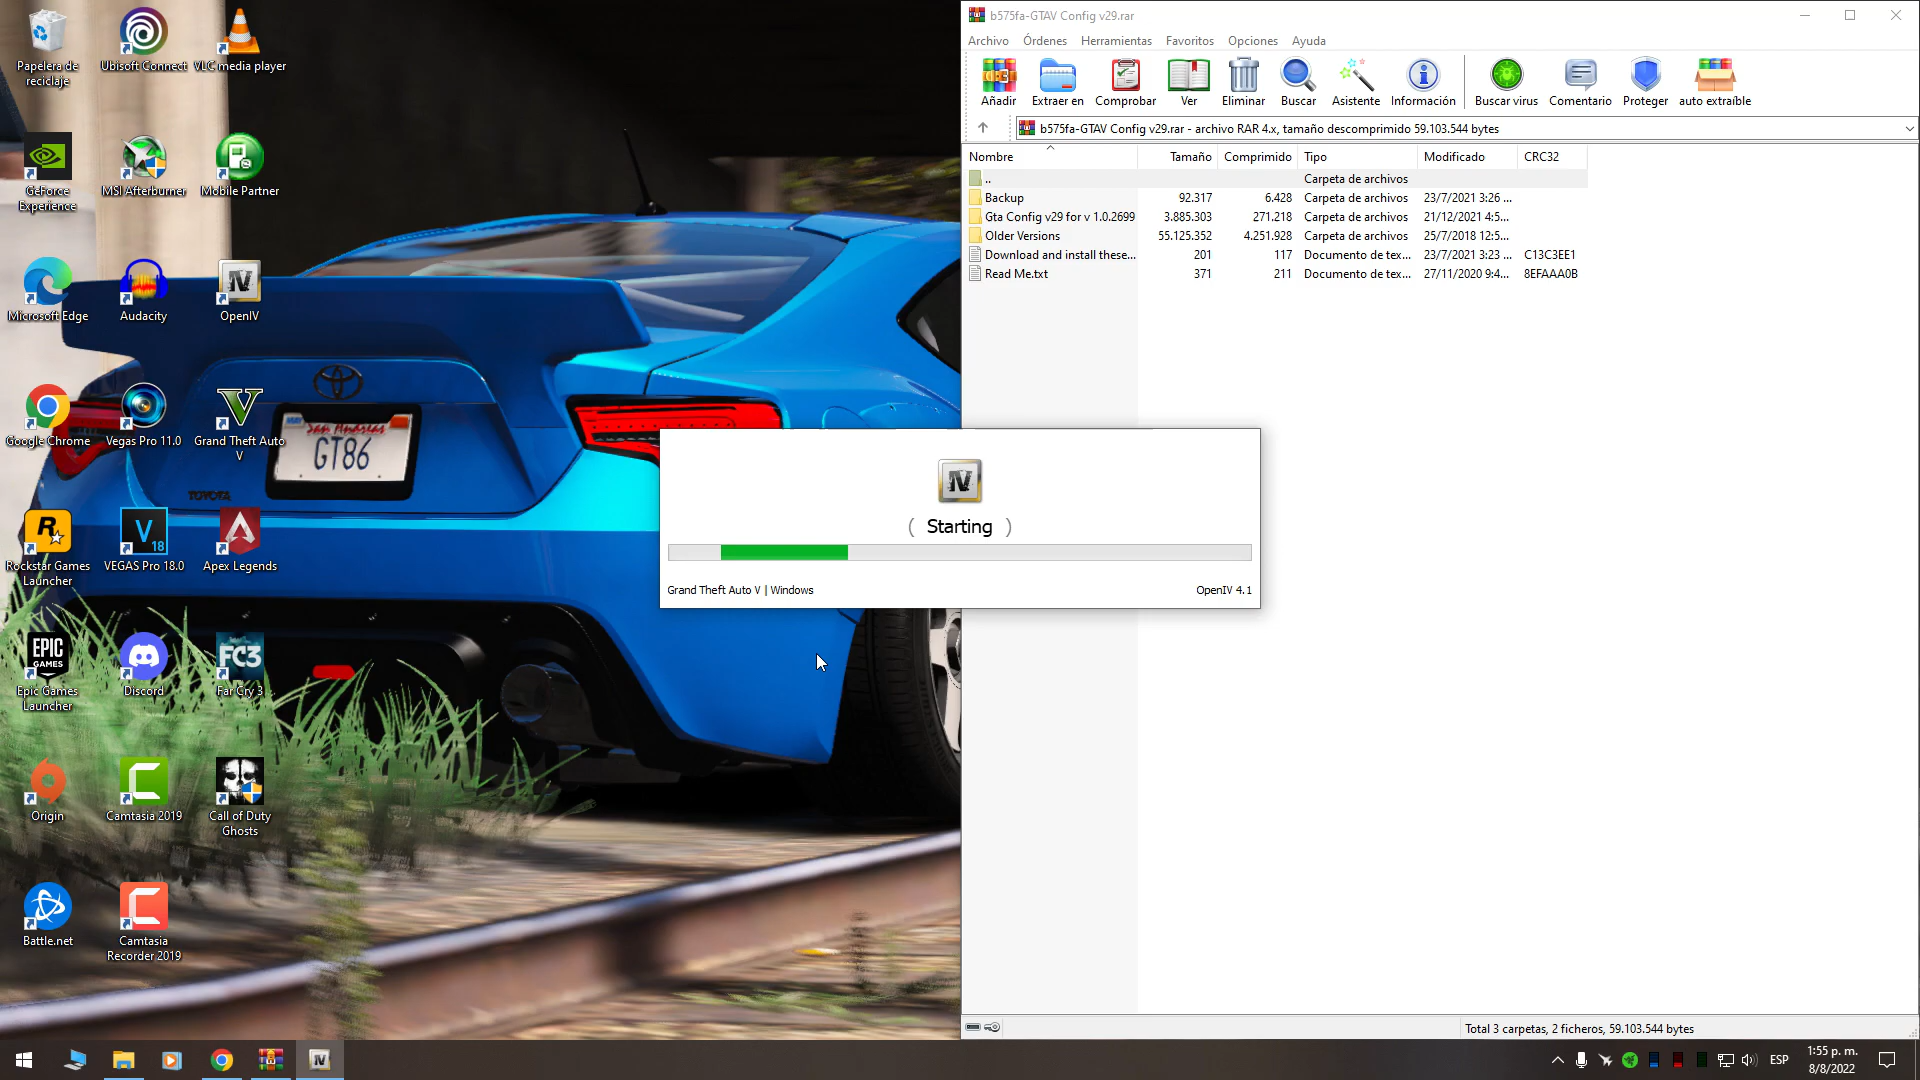 Papelera de
reciclaje
Ubisoft Connect
VLC media player
GeForce
Experience
MSI Afterburner
Mobile Partner
Microsoft Edge
Audacity
OpenIV
Google Chrome
Vegas Pro 11.0
Grand Theft Auto
V
Rockstar Games
Launcher
VEGAS Pro 18.0
Apex Legends
EPIC
GAMES
Epic Games
Launcher
Discord
FC3
Far Cry 3
Origin
Camtasia 2019
Call of Duty
Ghosts
Battle.net
Camtasia
Recorder 2019
San Andreas
GT86
TOYOTA
b575fa-GTAV Config v29.rar
Archivo Órdenes Herramientas Favoritos Opciones Ayuda
Añadir Extraer en Comprobar Ver Eliminar Buscar Asistente Información Buscar virus Comentario Proteger auto extraíble
b575fa-GTAV Config v29.rar - archivo RAR 4.x, tamaño descomprimido 59.103.544 bytes
Nombre Tamaño Comprimido Tipo Modificado CRC32
.. Carpeta de archivos
Backup 92.317 6.428 Carpeta de archivos 23/7/2021 3:26 ...
Gta Config v29 for v 1.0.2699 3.885.303 271.218 Carpeta de archivos 21/12/2021 4:5...
Older Versions 55.125.352 4.251.928 Carpeta de archivos 25/7/2018 12:5...
Download and install these... 201 117 Documento de tex... 23/7/2021 3:23 ... C13C3EE1
Read Me.txt 371 211 Documento de tex... 27/11/2020 9:4... 8EFAAA0B
IV
( Starting )
Grand Theft Auto V | Windows OpenIV 4.1
Total 3 carpetas, 2 ficheros, 59.103.544 bytes
ESP
1:55 p. m.
8/8/2022